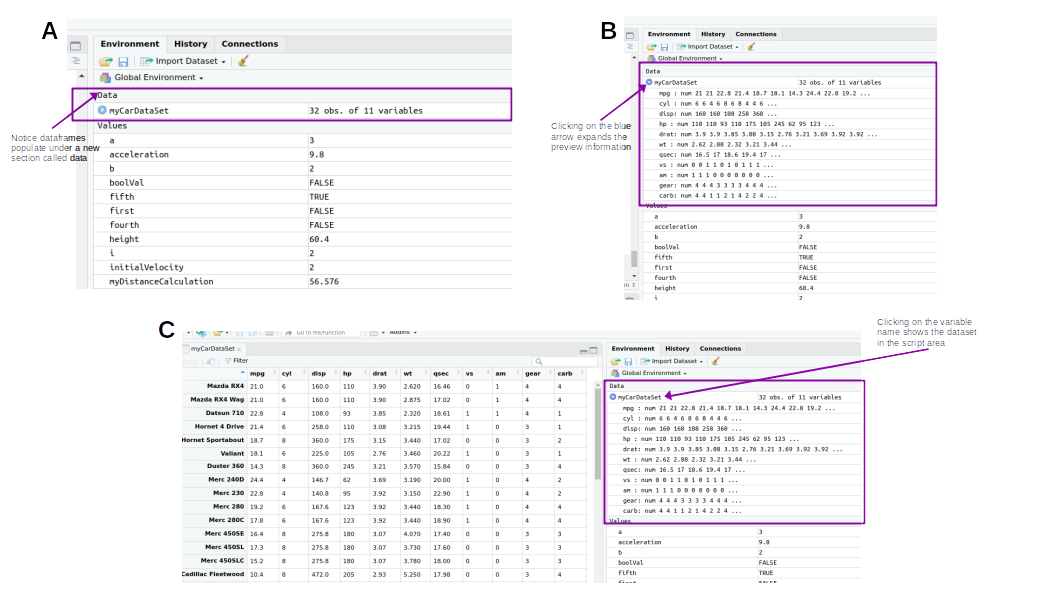 A
Environment History Connections
Import Dataset
Global Environment
Data
myCarDataSet 32 obs. of 11 variables
Values
a 3
acceleration 9.8
b 2
boolVal FALSE
fifth TRUE
first FALSE
fourth FALSE
height 60.4
i 2
initialVelocity 2
myDistanceCalculation 56.576
Notice dataframes
populate under a new
section called data
B
Environment History Connections
Import Dataset
Global Environment
Data
myCarDataSet 32 obs. of 11 variables
mpg : num 21 21 22.8 21.4 18.7 18.1 14.3 24.4 22.8 19.2 ...
cyl : num 6 6 4 6 8 6 8 4 4 6 ...
disp: num 160 160 108 258 360 ...
hp : num 110 110 93 110 175 105 245 62 95 123 ...
drat: num 3.9 3.9 3.85 3.08 3.15 2.76 3.21 3.69 3.92 3.92 ...
wt : num 2.62 2.88 2.32 3.21 3.44 ...
qsec: num 16.5 17 18.6 19.4 17 ...
vs : num 0 0 1 1 0 1 0 1 1 1 ...
am : num 1 1 1 0 0 0 0 0 0 0 ...
gear: num 4 4 4 3 3 3 3 4 4 4 ...
carb: num 4 4 1 1 2 1 4 2 2 4 ...
Values
a 3
acceleration 9.8
b 2
boolVal FALSE
fifth TRUE
first FALSE
fourth FALSE
height 60.4
i 2
Clicking on the blue
arrow expands the
preview information
C
Go to file/function Addins
myCarDataSet
Filter
mpg cyl disp hp drat wt qsec vs am gear carb
Mazda RX4 21.0 6 160.0 110 3.90 2.620 16.46 0 1 4 4
Mazda RX4 Wag 21.0 6 160.0 110 3.90 2.875 17.02 0 1 4 4
Datsun 710 22.8 4 108.0 93 3.85 2.320 18.61 1 1 4 1
Hornet 4 Drive 21.4 6 258.0 110 3.08 3.215 19.44 1 0 3 1
Hornet Sportabout 18.7 8 360.0 175 3.15 3.440 17.02 0 0 3 2
Valiant 18.1 6 225.0 105 2.76 3.460 20.22 1 0 3 1
Duster 360 14.3 8 360.0 245 3.21 3.570 15.84 0 0 3 4
Merc 240D 24.4 4 146.7 62 3.69 3.190 20.00 1 0 4 2
Merc 230 22.8 4 140.8 95 3.92 3.150 22.90 1 0 4 2
Merc 280 19.2 6 167.6 123 3.92 3.440 18.30 1 0 4 4
Merc 280C 17.8 6 167.6 123 3.92 3.440 18.90 1 0 4 4
Merc 450SE 16.4 8 275.8 180 3.07 4.070 17.40 0 0 3 3
Merc 450SL 17.3 8 275.8 180 3.07 3.730 17.60 0 0 3 3
Merc 450SLC 15.2 8 275.8 180 3.07 3.780 18.00 0 0 3 3
Cadillac Fleetwood 10.4 8 472.0 205 2.93 5.250 17.98 0 0 3 4
Environment History Connections
Import Dataset
Global Environment
Data
myCarDataSet 32 obs. of 11 variables
mpg : num 21 21 22.8 21.4 18.7 18.1 14.3 24.4 22.8 19.2 ...
cyl : num 6 6 4 6 8 6 8 4 4 6 ...
disp: num 160 160 108 258 360 ...
hp : num 110 110 93 110 175 105 245 62 95 123 ...
drat: num 3.9 3.9 3.85 3.08 3.15 2.76 3.21 3.69 3.92 3.92 ...
wt : num 2.62 2.88 2.32 3.21 3.44 ...
qsec: num 16.5 17 18.6 19.4 17 ...
vs : num 0 0 1 1 0 1 0 1 1 1 ...
am : num 1 1 1 0 0 0 0 0 0 0 ...
gear: num 4 4 4 3 3 3 3 4 4 4 ...
carb: num 4 4 1 1 2 1 4 2 2 4 ...
Values
a 3
acceleration 9.8
b 2
boolVal FALSE
fifth TRUE
first FALSE
Clicking on the variable
name shows the dataset
in the script area